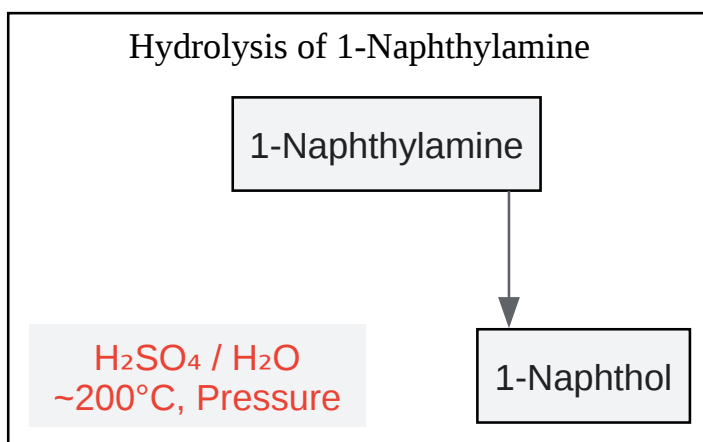 Hydrolysis of 1-Naphthylamine
1-Naphthylamine
H₂SO₄ / H₂O
~200°C, Pressure
1-Naphthol